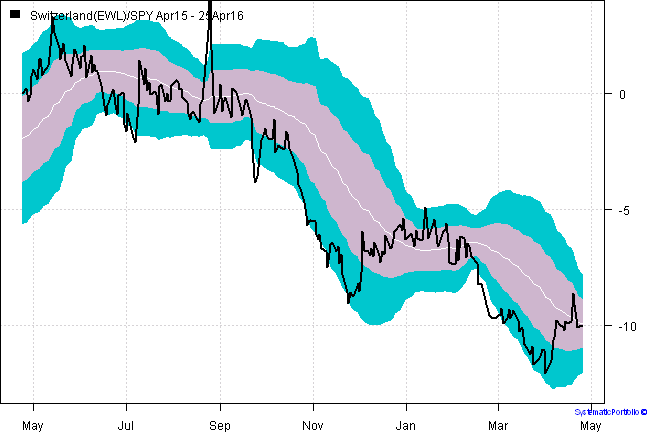 Switzerland(EWL)/SPY Apr15 - 25Apr16
0
-5
-10
May Jul Sep Nov Jan Mar May
SystematicPortfolio ©